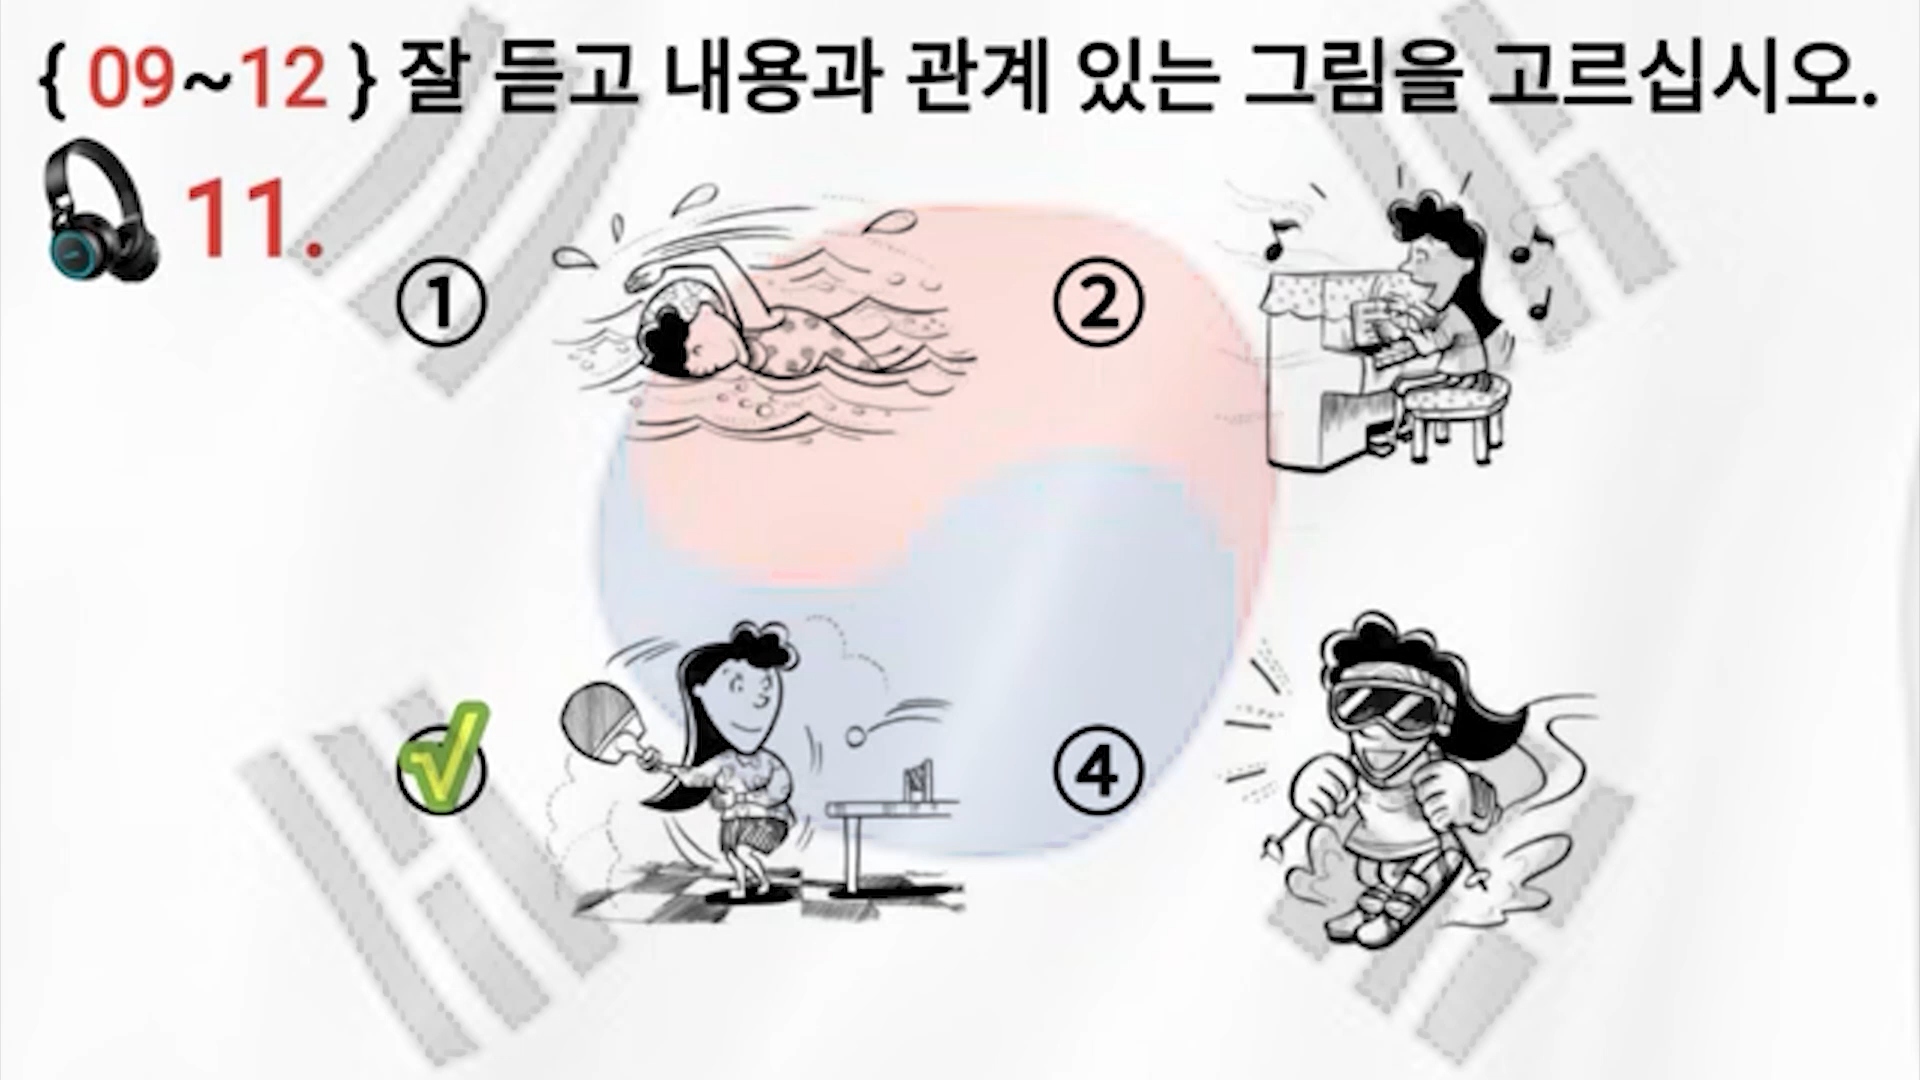 { 09~12 } 잘 듣고 내용과 관계 있는 그림을 고르십시오.
11.
① ②
④